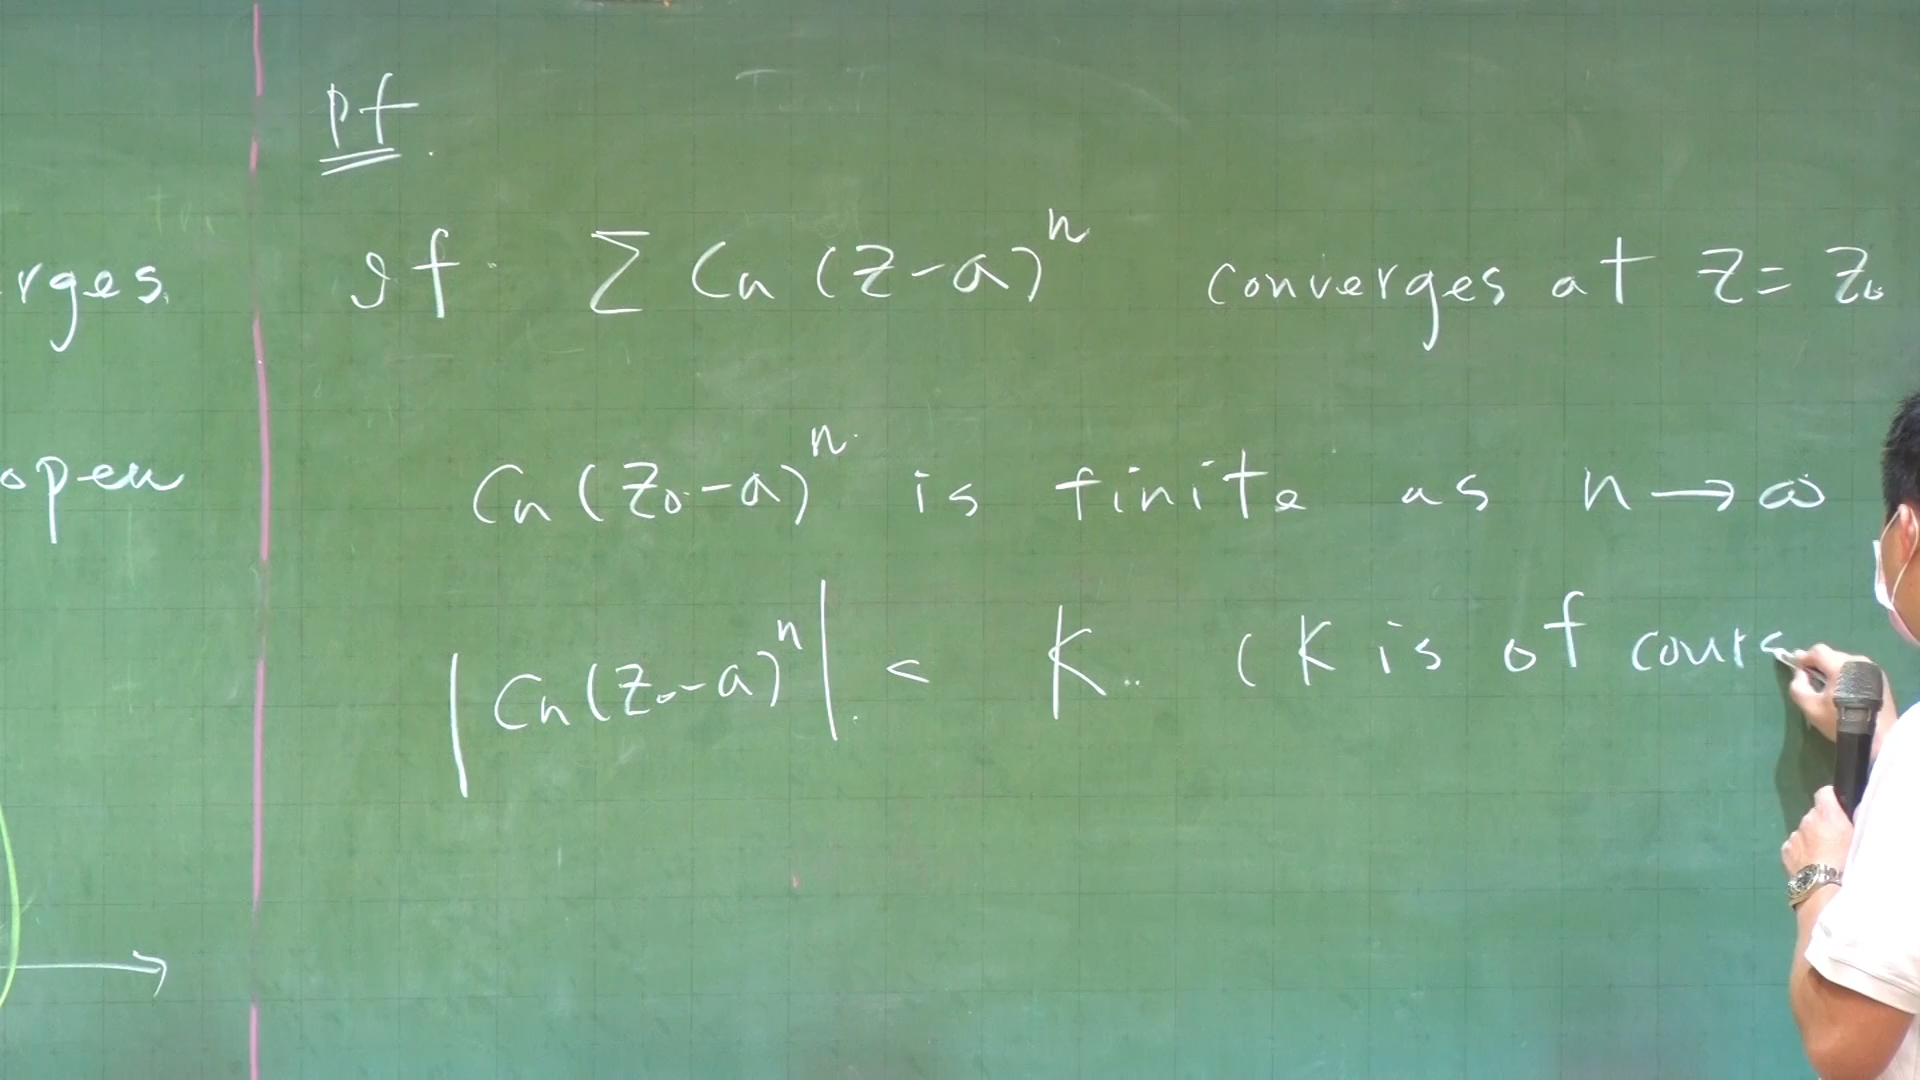 rges.
open
pf.
If Σ Cn (z-a)^n converges at z = z₀
Cn (z₀-a)^n is finite as n → ∞
|Cn (z₀-a)^n| < K. (K is of cours